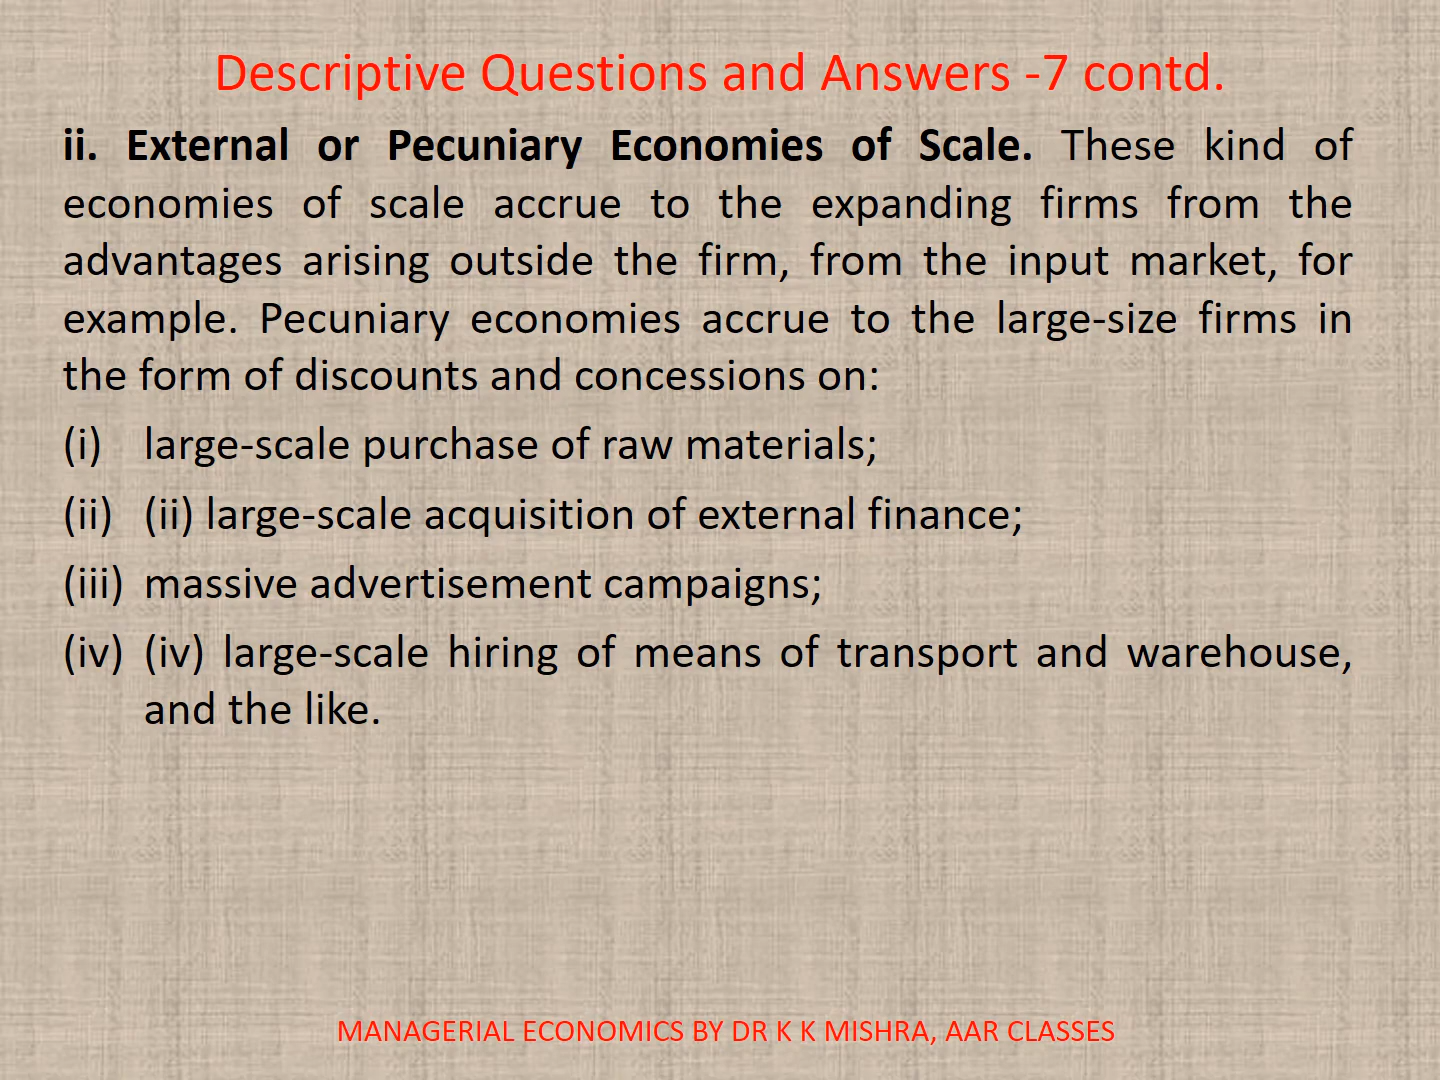 Descriptive Questions and Answers -7 contd.
ii. External or Pecuniary Economies of Scale. These kind of
economies of scale accrue to the expanding firms from the
advantages arising outside the firm, from the input market, for
example. Pecuniary economies accrue to the large-size firms in
the form of discounts and concessions on:
(i) large-scale purchase of raw materials;
(ii) (ii) large-scale acquisition of external finance;
(iii) massive advertisement campaigns;
(iv) (iv) large-scale hiring of means of transport and warehouse,
and the like.
MANAGERIAL ECONOMICS BY DR K K MISHRA, AAR CLASSES